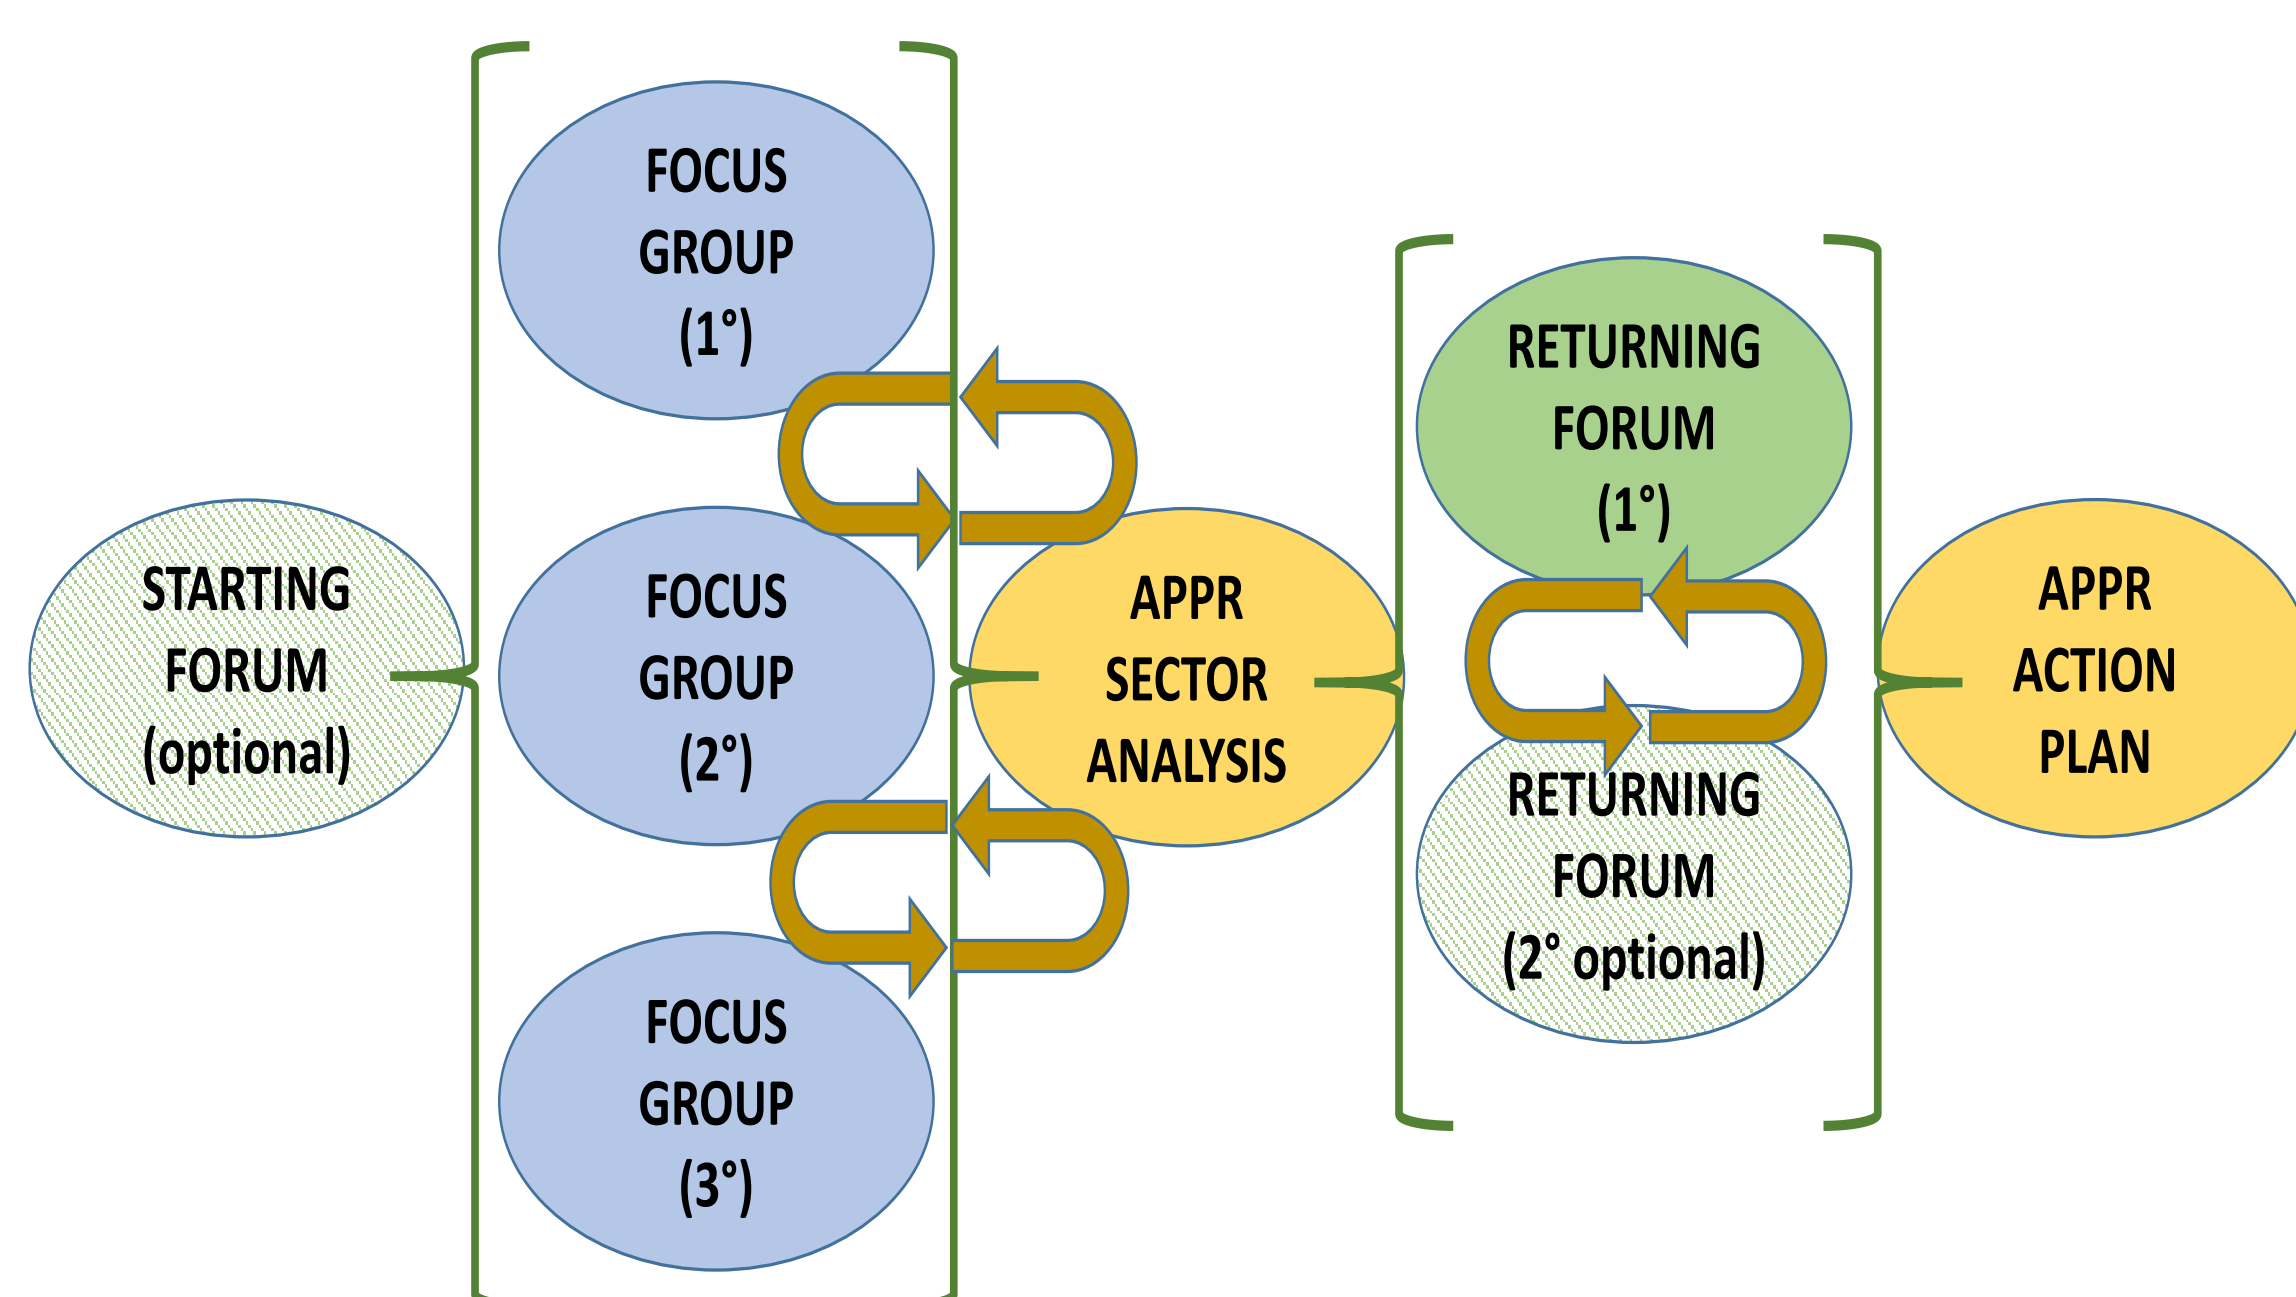 STARTING
FORUM
(optional)
FOCUS
GROUP
(1°)
FOCUS
GROUP
(2°)
FOCUS
GROUP
(3°)
APPR
SECTOR
ANALYSIS
RETURNING
FORUM
(1°)
RETURNING
FORUM
(2° optional)
APPR
ACTION
PLAN